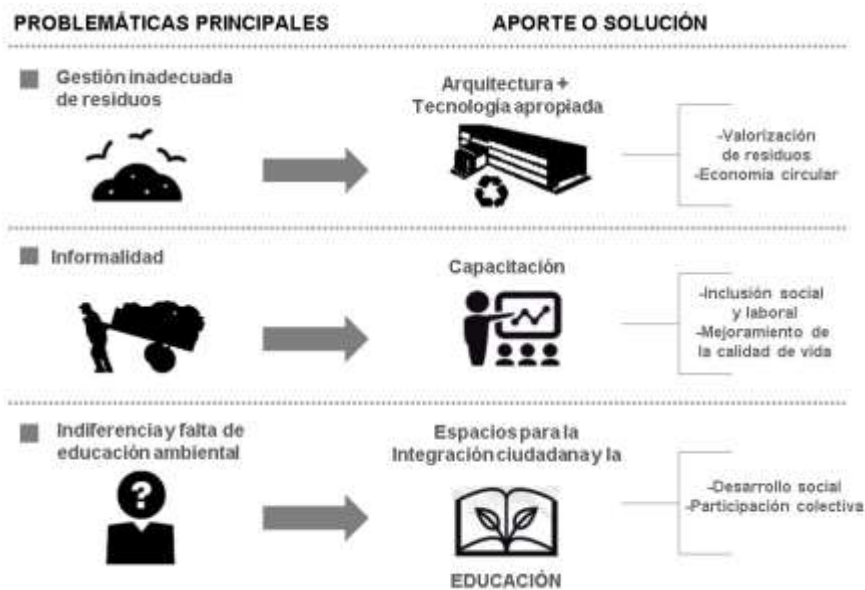 PROBLEMÁTICAS PRINCIPALES
APORTE O SOLUCIÓN
Gestión inadecuada
de residuos
Arquitectura +
Tecnología apropiada
-Valorización
de residuos
-Economía circular
Informalidad
Capacitación
-Inclusión social
y laboral
-Mejoramiento de
la calidad de vida
Indiferencia y falta de
educación ambiental
?
Espacios para la
Integración ciudadana y la
EDUCACIÓN
-Desarrollo social
-Participación colectiva